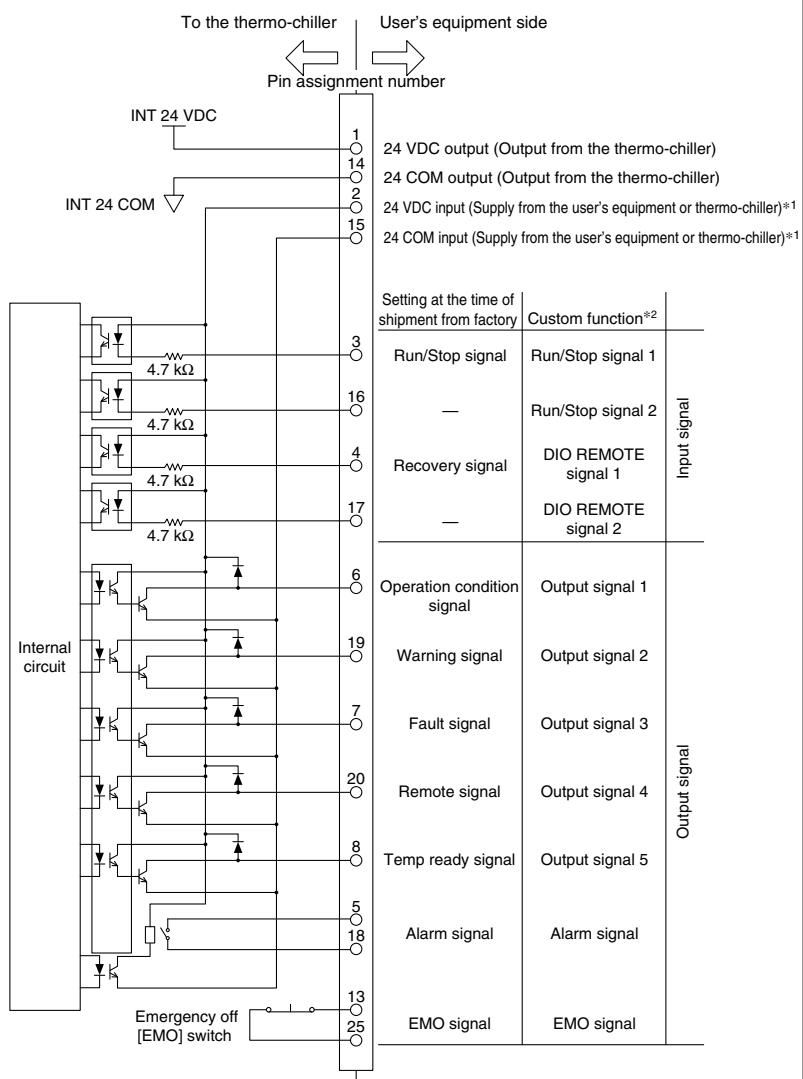 To the thermo-chiller
User's equipment side
Pin assignment number
INT 24 VDC
1
24 VDC output (Output from the thermo-chiller)
14
24 COM output (Output from the thermo-chiller)
INT 24 COM
2
24 VDC input (Supply from the user's equipment or thermo-chiller)*1
15
24 COM input (Supply from the user's equipment or thermo-chiller)*1
Setting at the time of
shipment from factory
Custom function*2
3
4.7 kΩ
Run/Stop signal
Run/Stop signal 1
16
4.7 kΩ
—
Run/Stop signal 2
4
4.7 kΩ
Recovery signal
DIO REMOTE
signal 1
17
4.7 kΩ
—
DIO REMOTE
signal 2
Input signal
6
Operation condition
signal
Output signal 1
Internal
circuit
19
Warning signal
Output signal 2
7
Fault signal
Output signal 3
20
Remote signal
Output signal 4
8
Temp ready signal
Output signal 5
5
18
Alarm signal
Alarm signal
Output signal
Emergency off
[EMO] switch
13
25
EMO signal
EMO signal